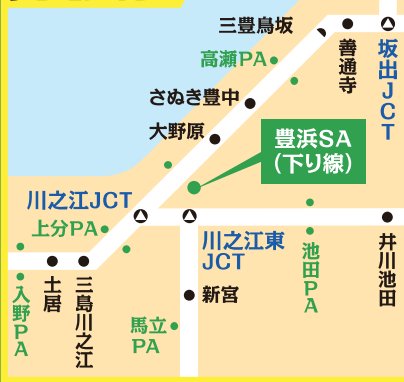 三豊鳥坂
高瀬PA
善通寺
坂出JCT
さぬき豊中
大野原
豊浜SA
(下り線)
川之江JCT
上分PA
川之江東
JCT
池田PA
井川池田
入野PA
土居
三島川之江
新宮
馬立
PA